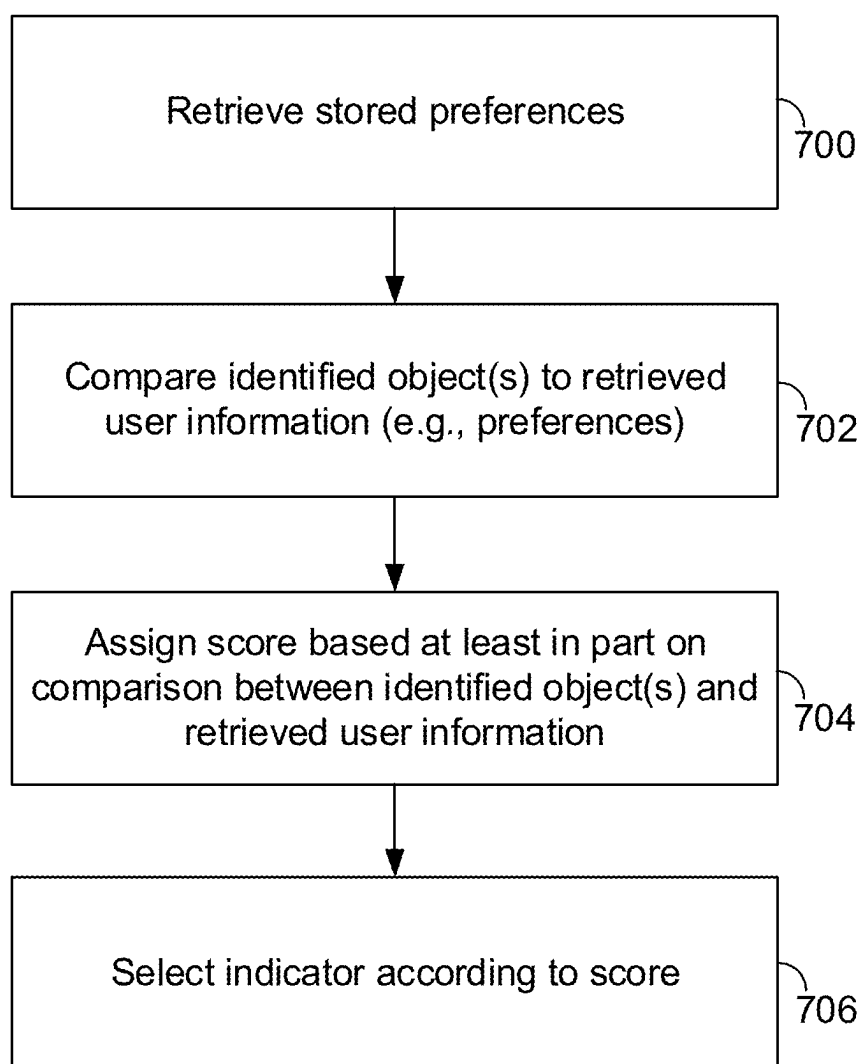 Retrieve stored preferences
700
Compare identified object(s) to retrieved
user information (e.g., preferences)
702
Assign score based at least in part on
comparison between identified object(s) and
retrieved user information
704
Select indicator according to score
706